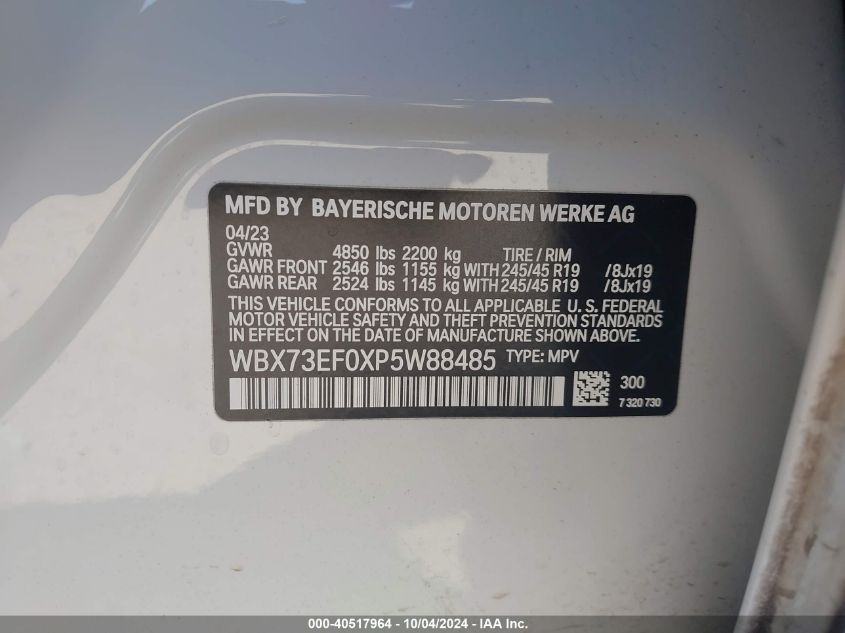 MFD BY BAYERISCHE MOTOREN WERKE AG
04/23
GVWR 4850 lbs 2200 kg TIRE / RIM
GAWR FRONT 2546 lbs 1155 kg WITH 245/45 R19 /8Jx19
GAWR REAR 2524 lbs 1145 kg WITH 245/45 R19 /8Jx19
THIS VEHICLE CONFORMS TO ALL APPLICABLE U. S. FEDERAL
MOTOR VEHICLE SAFETY AND THEFT PREVENTION STANDARDS
IN EFFECT ON THE DATE OF MANUFACTURE SHOWN ABOVE.
WBX73EF0XP5W88485 TYPE: MPV
300
7 320 730
000-40517964 - 10/04/2024 - IAA Inc.